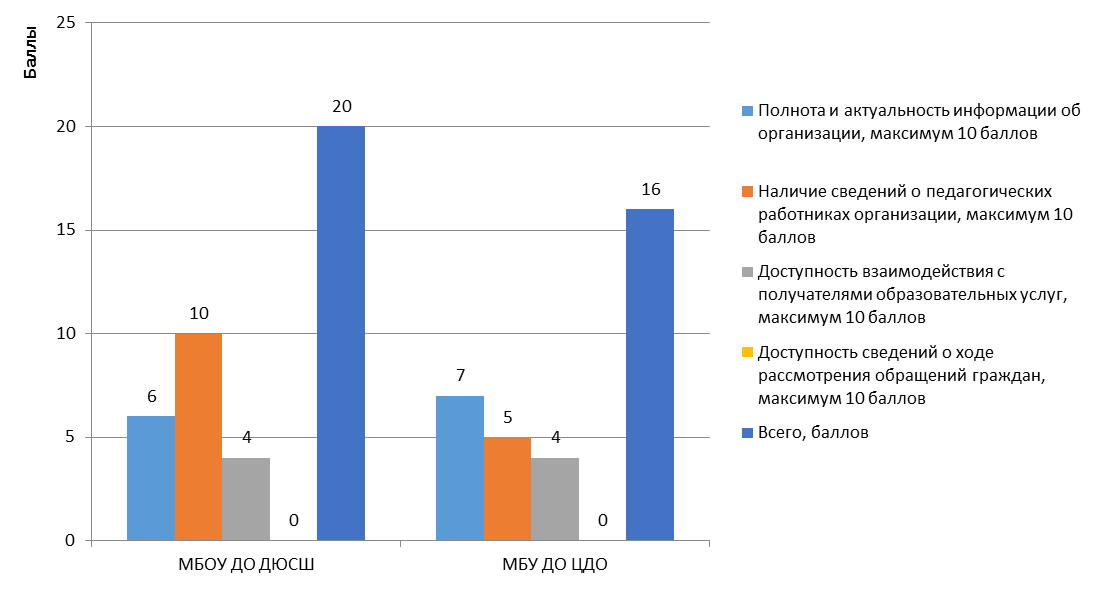 Баллы
25
20
15
10
5
0
6
10
4
0
20
7
5
4
0
16
МБОУ ДО ДЮСШ
МБУ ДО ЦДО
Полнота и актуальность информации об
организации, максимум 10 баллов
Наличие сведений о педагогических
работниках организации, максимум 10
баллов
Доступность взаимодействия с
получателями образовательных услуг,
максимум 10 баллов
Доступность сведений о ходе
рассмотрения обращений граждан,
максимум 10 баллов
Всего, баллов